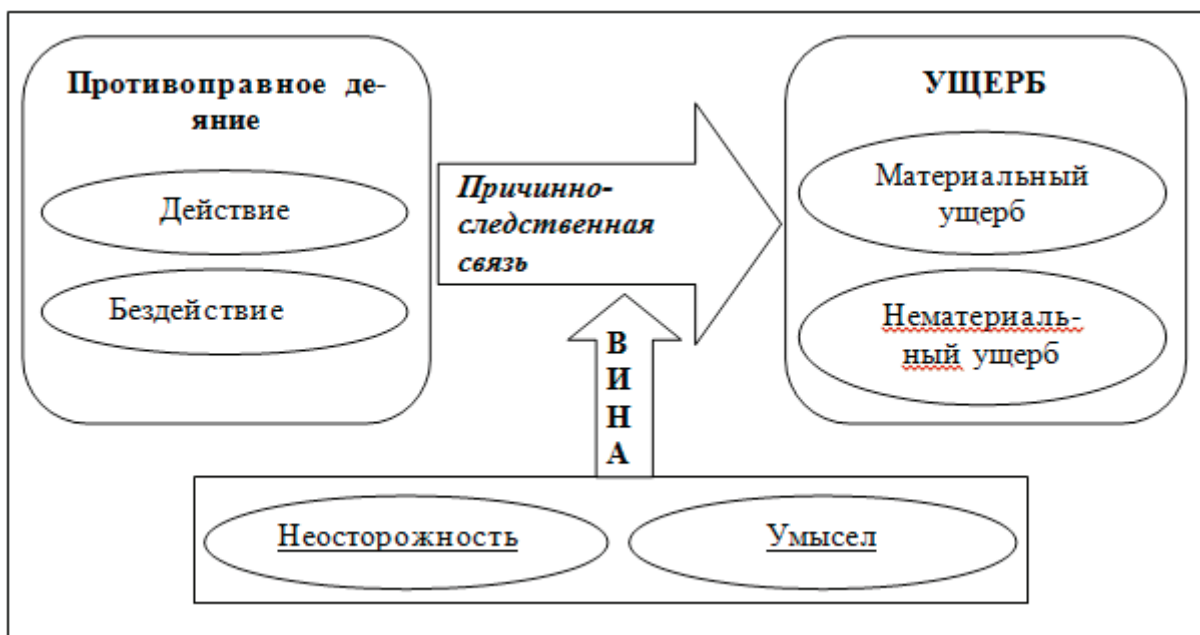 Противоправное де-
яние
Действие
Бездействие
Причинно-
следственная
связь
УЩЕРБ
Материальный
ущерб
Нематериаль-
ный ущерб
В
И
Н
А
Неосторожность
Умысел